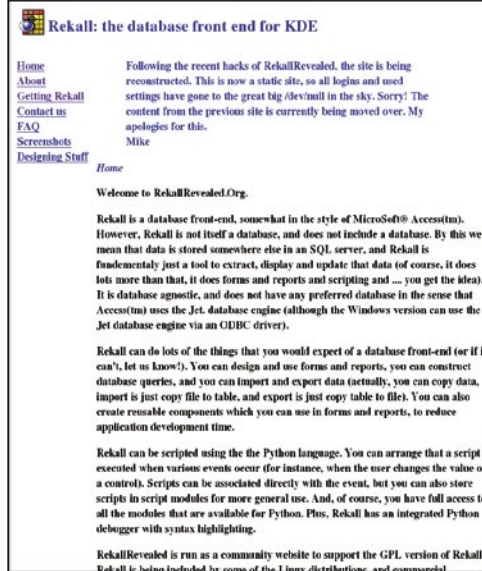 Rekall: the database front end for KDE
Home
About
Getting Rekall
Contact us
FAQ
Screenshots
Designing Stuff
Following the recent hacks of RekallRevealed, the site is being
reconstructed. This is now a static site, so all logins and used
settings have gone to the great big /dev/null in the sky. Sorry! The
content from the previous site is currently being moved over. My
apologies for this.
Mike
Home
Welcome to RekallRevealed.Org.
Rekall is a database front-end, somewhat in the style of MicroSoft® Access(tm).
However, Rekall is not itself a database, and does not include a database. By this we
mean that data is stored somewhere else in an SQL server, and Rekall is
fundementaly just a tool to extract, display and update that data (of course, it does
lots more than that, it does forms and reports and scripting and .... you get the idea).
It is database agnostic, and does not have any preferred database in the sense that
Access(tm) uses the Jet. database engine (although the Windows version can use the
Jet database engine via an ODBC driver).
Rekall can do lots of the things that you would expect of a database front-end (or if i
can't, let us know!). You can design and use forms and reports, you can construct
database queries, and you can import and export data (actually, you can copy data,
import is just copy file to table, and export is just copy table to file). You can also
create reusable components which you can use in forms and reports, to reduce
application development time.
Rekall can be scripted using the the Python language. You can arrange that a script
executed when various events occur (for instance, when the user changes the value o
a control). Scripts can be associated directly with the event, but you can also store
scripts in script modules for more general use. And, of course, you have full access t
all the modules that are available for Python. Plus, Rekall has an integrated Python
debugger with syntax highlighting.
RekallRevealed is run as a community website to support the GPL version of Rekall
Rekall is being included by some of the Linux distributions, and commercial